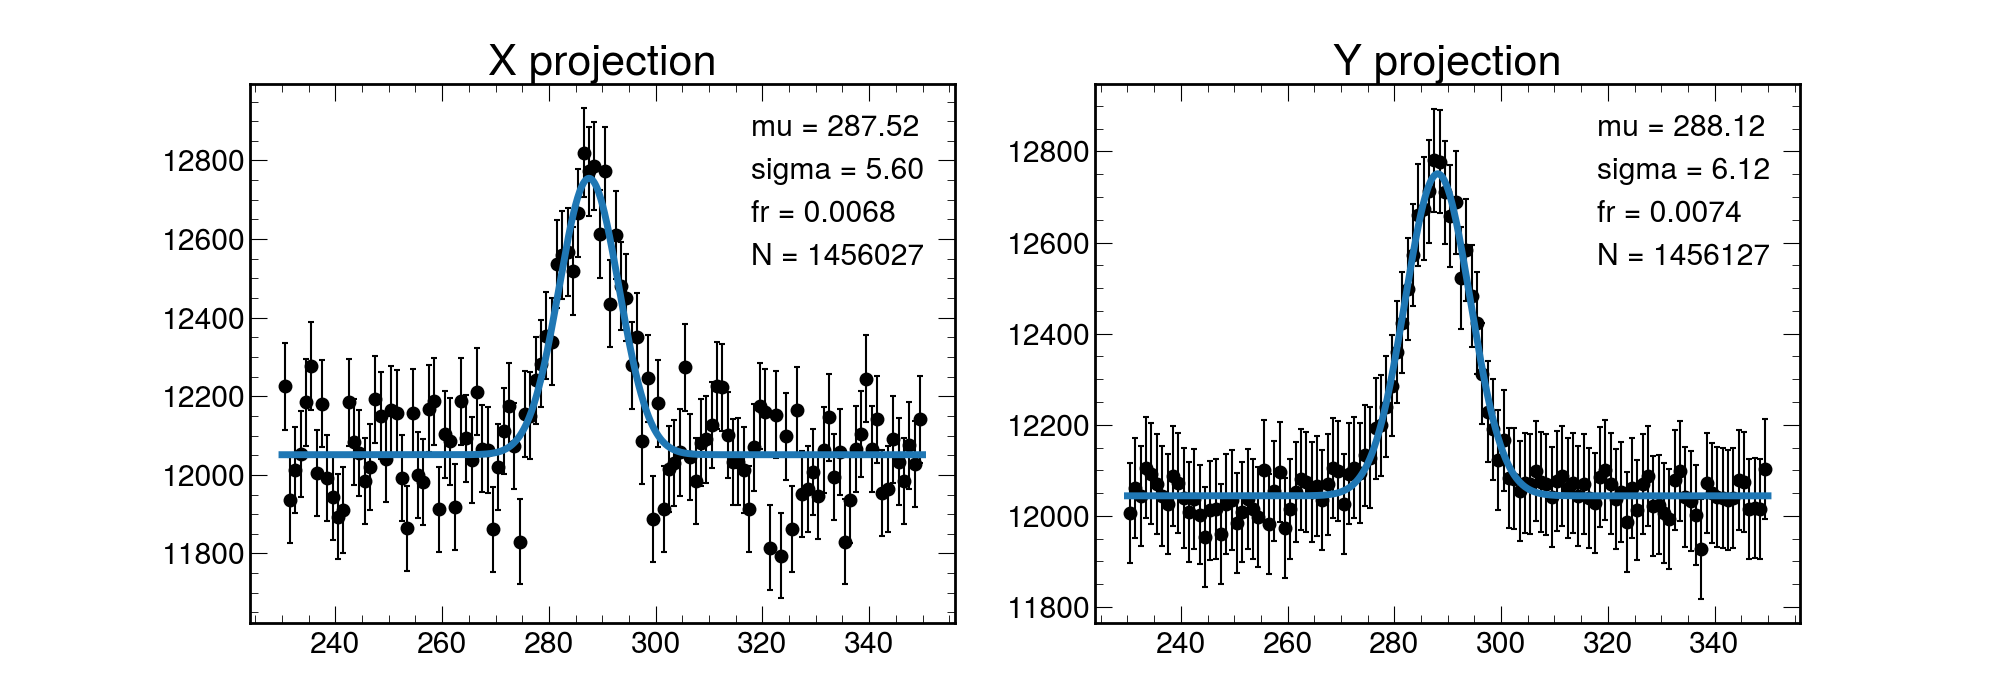 X projection
mu = 287.52
sigma = 5.60
fr = 0.0068
N = 1456027
12800
12600
12400
12200
12000
11800
240 260 280 300 320 340
Y projection
mu = 288.12
sigma = 6.12
fr = 0.0074
N = 1456127
12800
12600
12400
12200
12000
11800
240 260 280 300 320 340